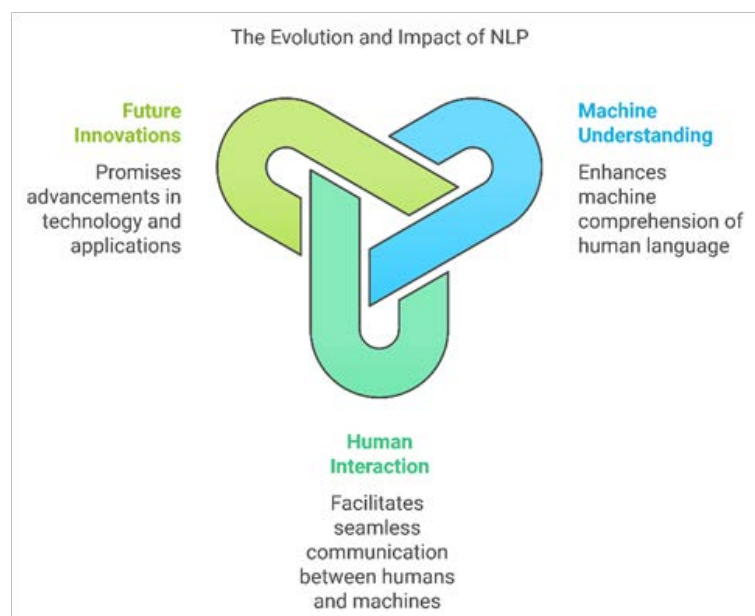 The Evolution and Impact of NLP
Future
Innovations
Promises
advancements in
technology and
applications
Machine
Understanding
Enhances
machine
comprehension of
human language
Human
Interaction
Facilitates
seamless
communication
between humans
and machines